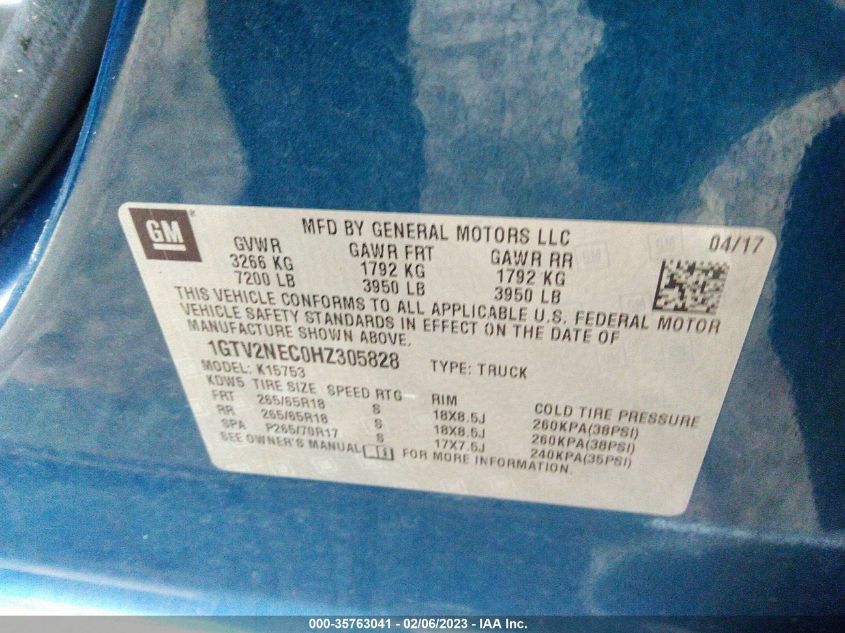 GM
MFD BY GENERAL MOTORS LLC 04/17
GVWR GAWR FRT GAWR RR
3266 KG 1792 KG 1792 KG
7200 LB 3950 LB 3950 LB
THIS VEHICLE CONFORMS TO ALL APPLICABLE U.S. FEDERAL MOTOR
VEHICLE SAFETY STANDARDS IN EFFECT ON THE DATE OF
MANUFACTURE SHOWN ABOVE.
1GTV2NEC0HZ305828 TYPE: TRUCK
MODEL: K15753
KDW5 TIRE SIZE SPEED RTG RIM COLD TIRE PRESSURE
FRT 265/65R18 S 18X8.5J 260KPA(38PSI)
RR 265/65R18 S 18X8.5J 260KPA(38PSI)
SPA P265/70R17 S 17X7.5J 240KPA(35PSI)
SEE OWNER'S MANUAL FOR MORE INFORMATION.
000-35763041 - 02/06/2023 - IAA Inc.